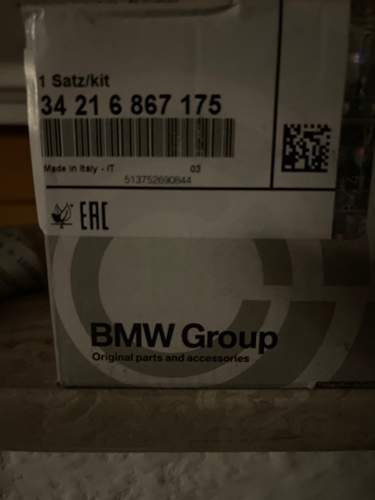 1 Satz/kit
34 21 6 867 175
Made in Italy - IT 03
513752690844
EAC
BMW Group
Original parts and accessories